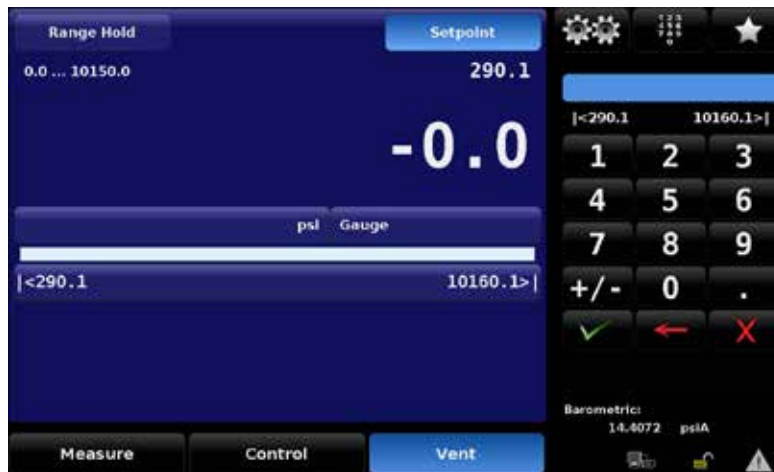 Range Hold
Setpoint
0.0 ... 10150.0
290.1
-0.0
psi Gauge
|<290.1 10160.1>|
Measure
Control
Vent
|<290.1 10160.1>|
1 2 3
4 5 6
7 8 9
+/- 0 .
Barometric:
14.4072 psiA